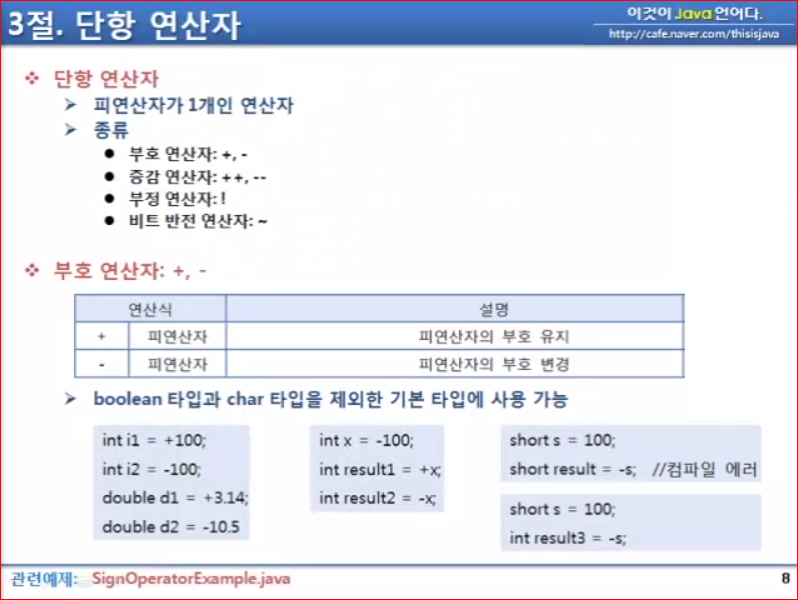 3절. 단항 연산자
이것이 Java 언어다.
http://cafe.naver.com/thisisjava
❖ 단항 연산자
➢ 피연산자가 1개인 연산자
➢ 종류
● 부호 연산자: +, -
● 증감 연산자: ++, --
● 부정 연산자: !
● 비트 반전 연산자: ~
❖ 부호 연산자: +, -
연산식 설명
+ 피연산자 피연산자의 부호 유지
- 피연산자 피연산자의 부호 변경
➢ boolean 타입과 char 타입을 제외한 기본 타입에 사용 가능
int i1 = +100;
int i2 = -100;
double d1 = +3.14;
double d2 = -10.5
int x = -100;
int result1 = +x;
int result2 = -x;
short s = 100;
short result = -s; //컴파일 에러
short s = 100;
int result3 = -s;
관련예제: SignOperatorExample.java
8